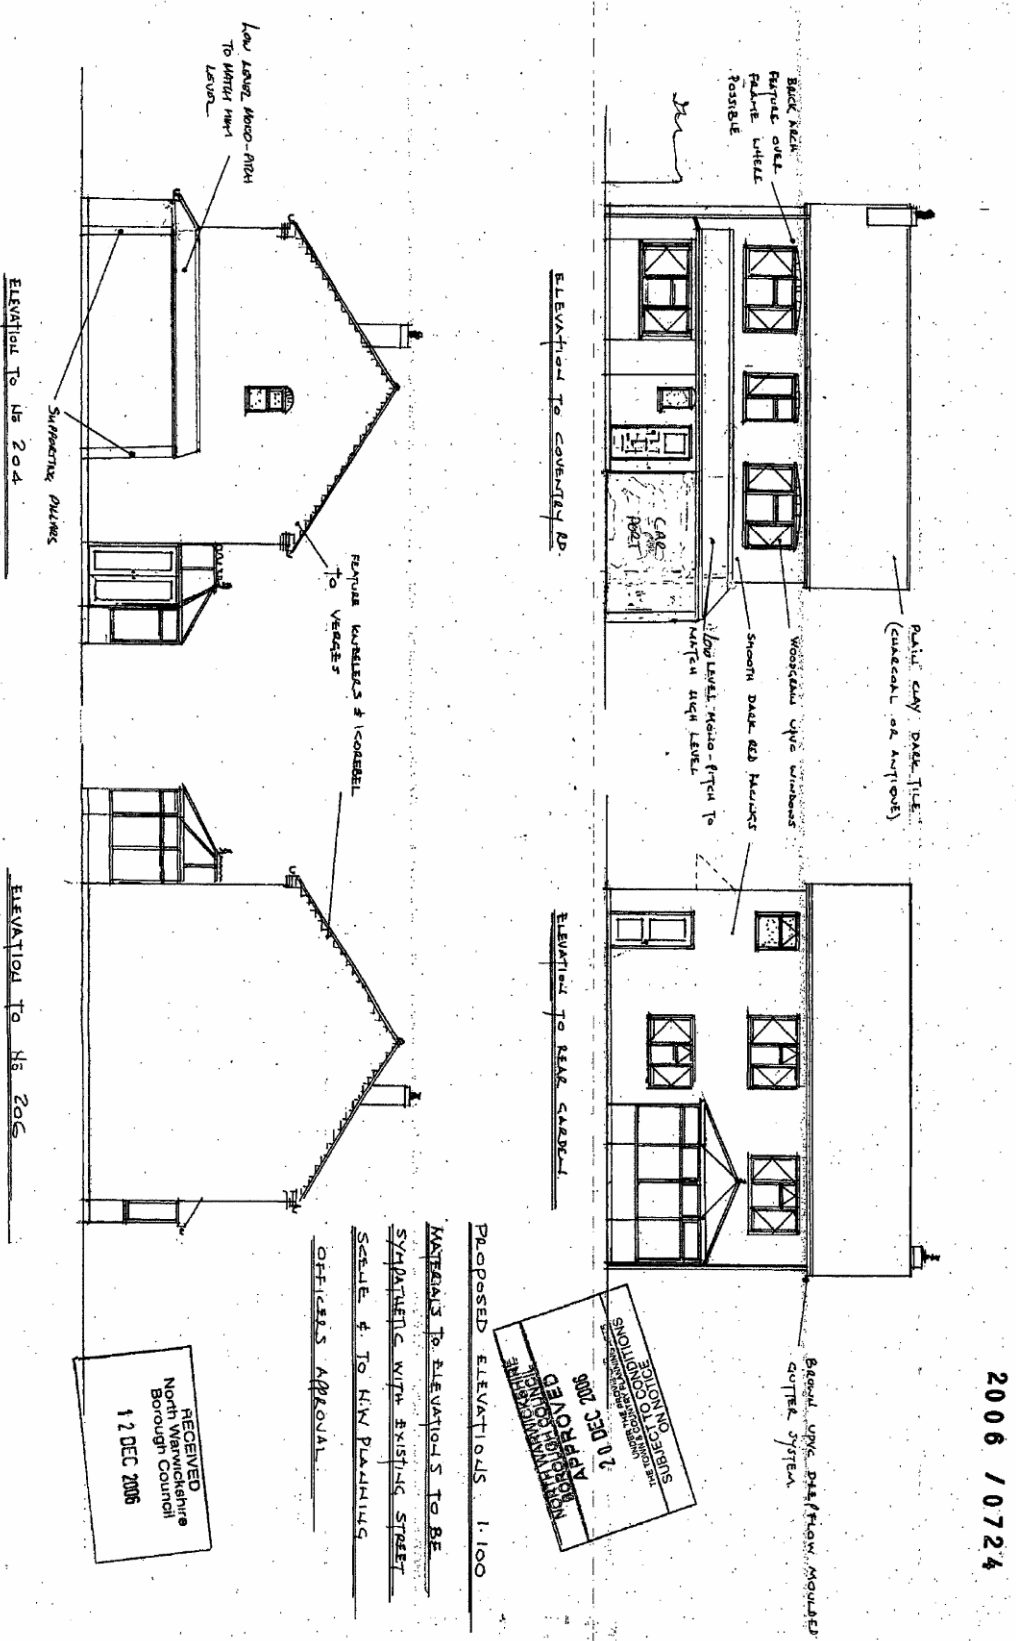 2006 /0724
PLAIN CLAY DARK TILE
(CHARCOAL OR ANTIQUE)
BRICK ARCH
FEATURE OVER
FRAME WHERE
POSSIBLE
WOODGRAIN UPVC WINDOWS
SMOOTH DARK RED FACINGS
LOW LEVEL MONO-PITCH TO
MATCH HIGH LEVEL
CAR
PORT
BROWN UPVC DEEPFLOW MOULDED
GUTTER SYSTEM
ELEVATION TO COVENTRY RD
ELEVATION TO REAR GARDEN
LOW LEVEL MONO-PITCH
TO MATCH HIGH
LEVEL
FEATURE KNEELERS & CORBEL
TO VERGES
SUPPORTING PILLARS
ELEVATION TO No 204
ELEVATION TO No 206
PROPOSED ELEVATIONS 1-100
MATERIALS TO ELEVATIONS TO BE
SYMPATHETIC WITH EXISTING STREET
SCENE & TO N.W PLANNING
OFFICERS APPROVAL
NORTH WARWICKSHIRE
BOROUGH COUNCIL
APPROVED
20 DEC 2006
THE TOWN & COUNTRY PLANNING ACTS
SUBJECT TO CONDITIONS
ON NOTICE
RECEIVED
North Warwickshire
Borough Council
12 DEC 2006